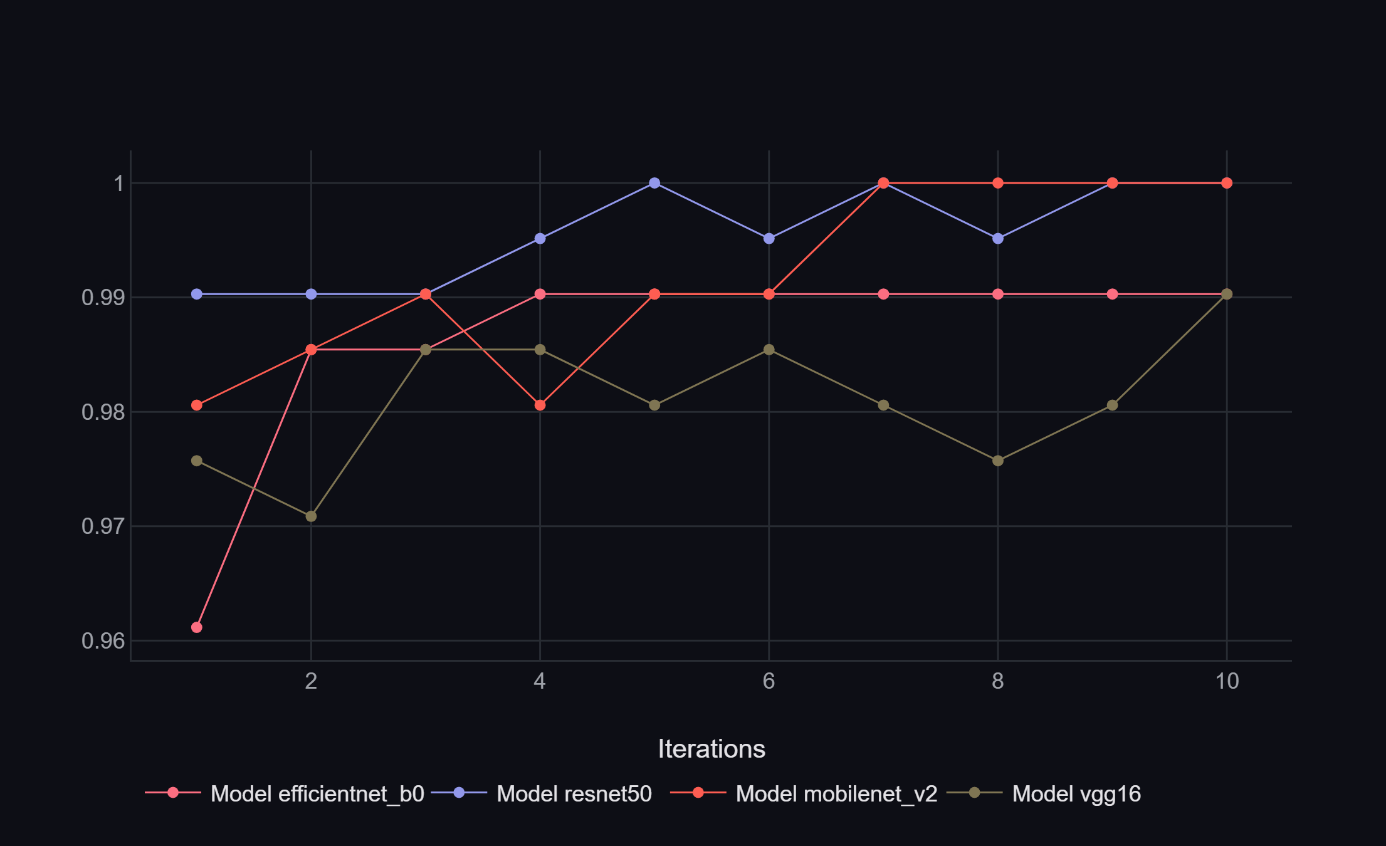 1
0.99
0.98
0.97
0.96
2 4 6 8 10
Iterations
Model efficientnet_b0 Model resnet50 Model mobilenet_v2 Model vgg16